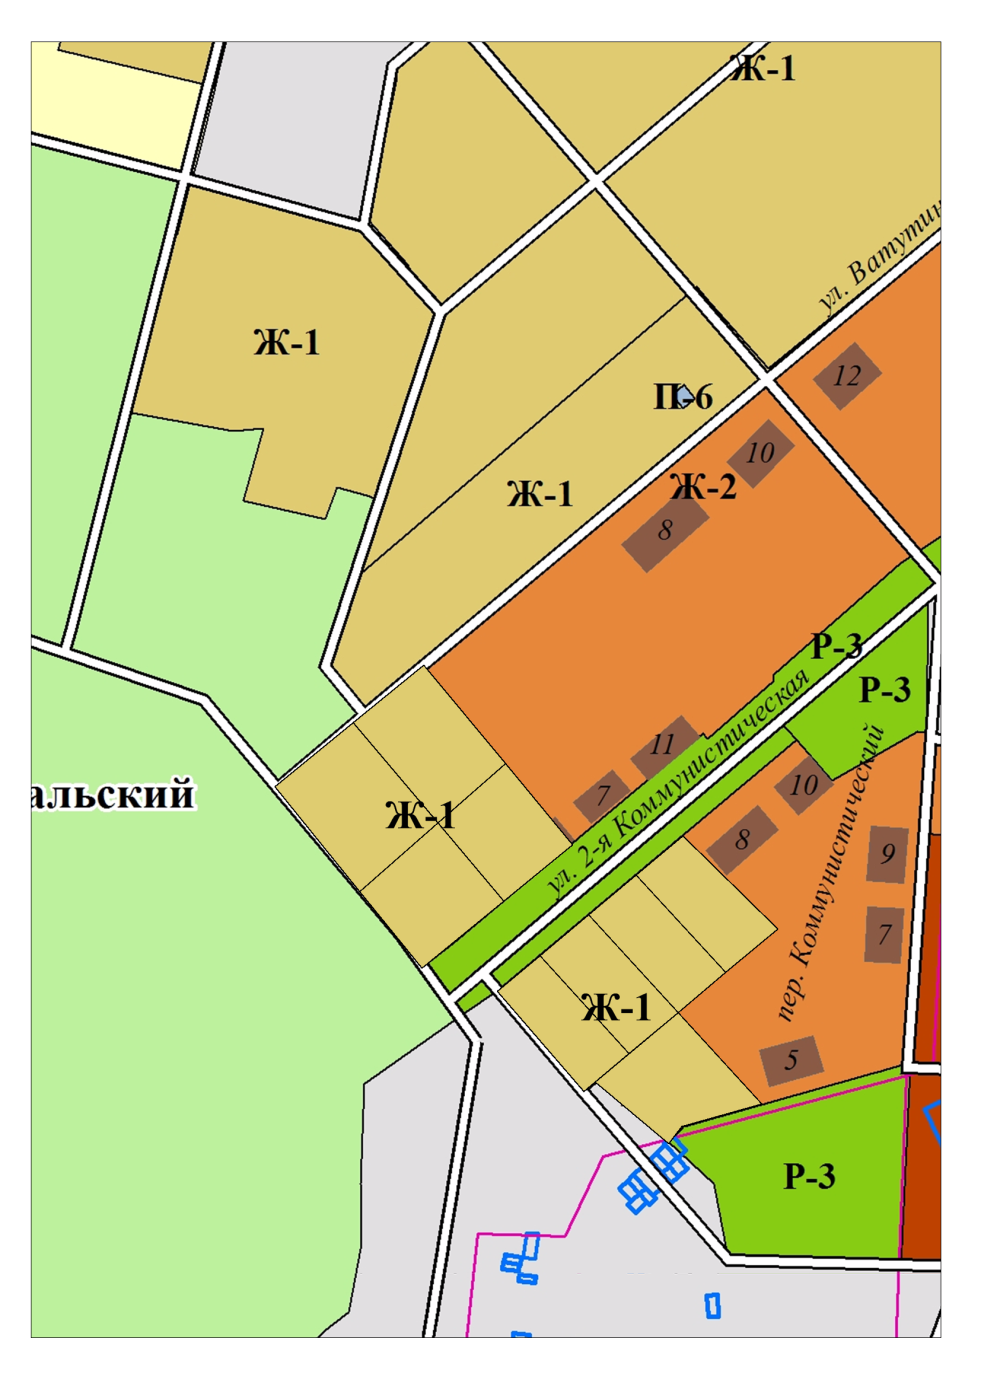 Ж-1
ул. Ватутин
Ж-1
12
П-6
10
Ж-2
Ж-1
8
Р-3
Р-3
11
7
альский
Ж-1
ул. 2-я Коммунистическая
10
8
9
пер. Коммунистический
7
Ж-1
5
Р-3